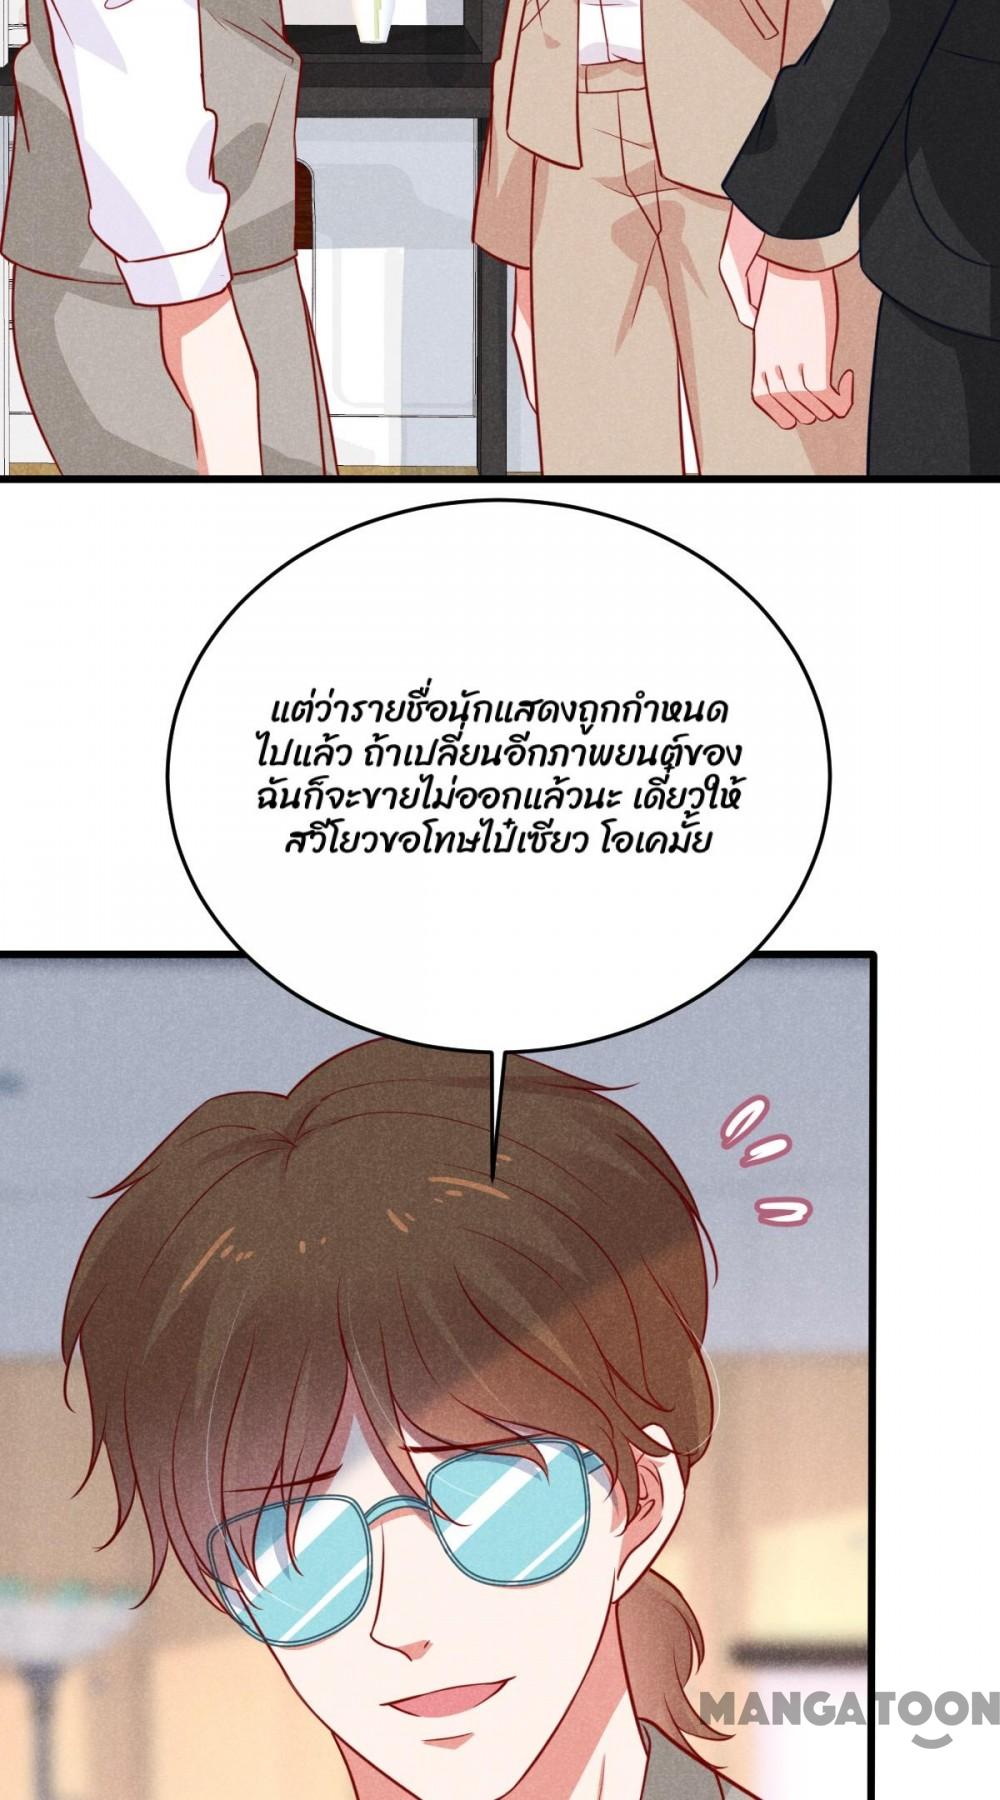 แต่ว่ารายชื่อนักแสดงถูกกำหนด
ไปแล้ว ถ้าเปลี่ยนอีกภาพยนต์ของ
ฉันก็จะขายไม่ออกแล้วนะ เดี๋ยวให้
สวีโยวขอโทษไป๋เซียว โอเคมั้ย
MANGATOON